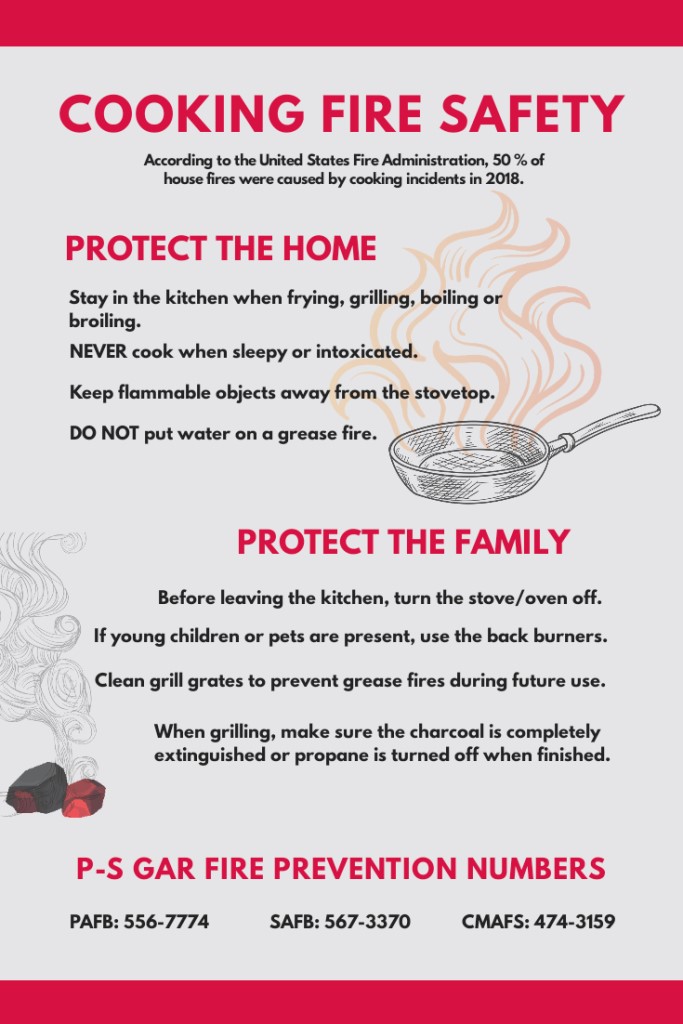 COOKING FIRE SAFETY
According to the United States Fire Administration, 50 % of
house fires were caused by cooking incidents in 2018.
PROTECT THE HOME
Stay in the kitchen when frying, grilling, boiling or
broiling.
NEVER cook when sleepy or intoxicated.
Keep flammable objects away from the stovetop.
DO NOT put water on a grease fire.
PROTECT THE FAMILY
Before leaving the kitchen, turn the stove/oven off.
If young children or pets are present, use the back burners.
Clean grill grates to prevent grease fires during future use.
When grilling, make sure the charcoal is completely
extinguished or propane is turned off when finished.
P-S GAR FIRE PREVENTION NUMBERS
PAFB: 556-7774 SAFB: 567-3370 CMAFS: 474-3159